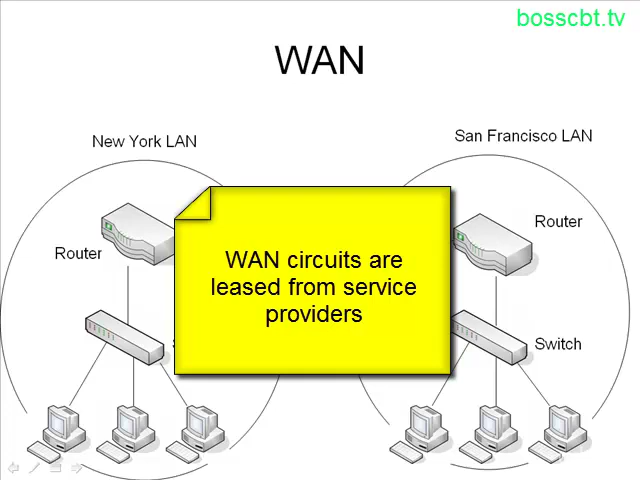 bosscbt.tv
WAN
New York LAN
San Francisco LAN
Router
Router
WAN circuits are
leased from service
providers
Switch